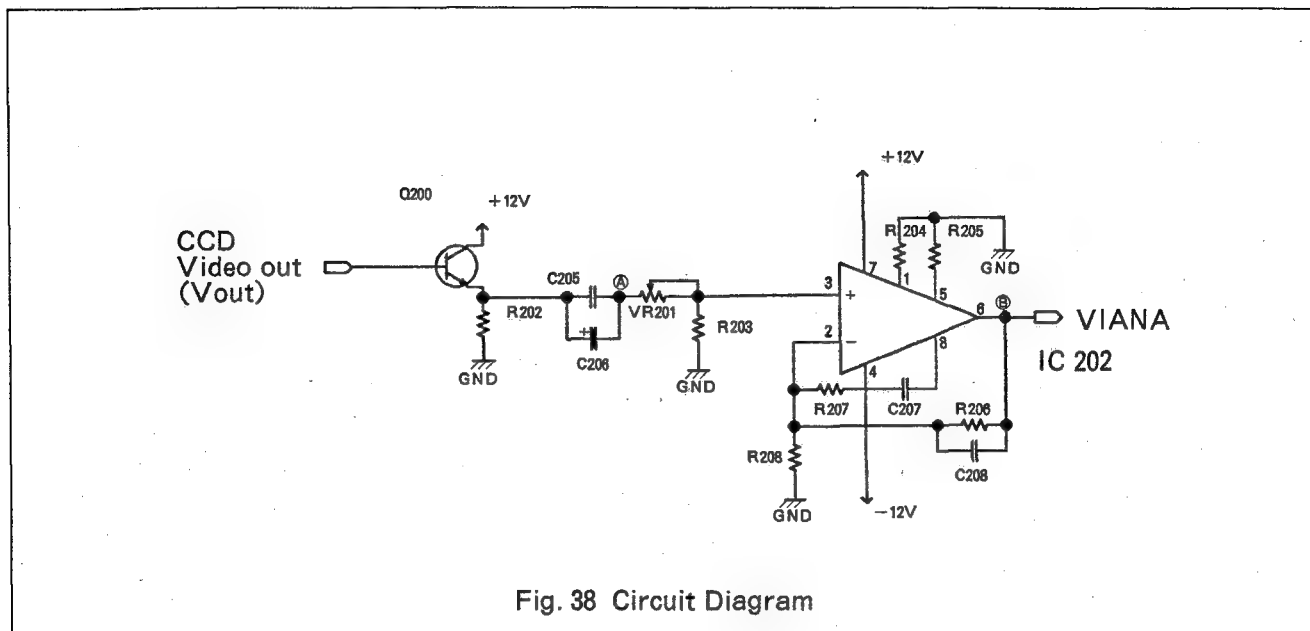 Q200
+12V
+12V
CCD
Video out
(Vout)
C205
Ⓐ
R204
R205
GND
R202
VR201
3
+
7
1
5
6
Ⓑ
VIANA
C206
R203
2
−
8
IC 202
GND
GND
4
R207
C207
R206
R208
C208
GND
−12V
Fig. 38 Circuit Diagram